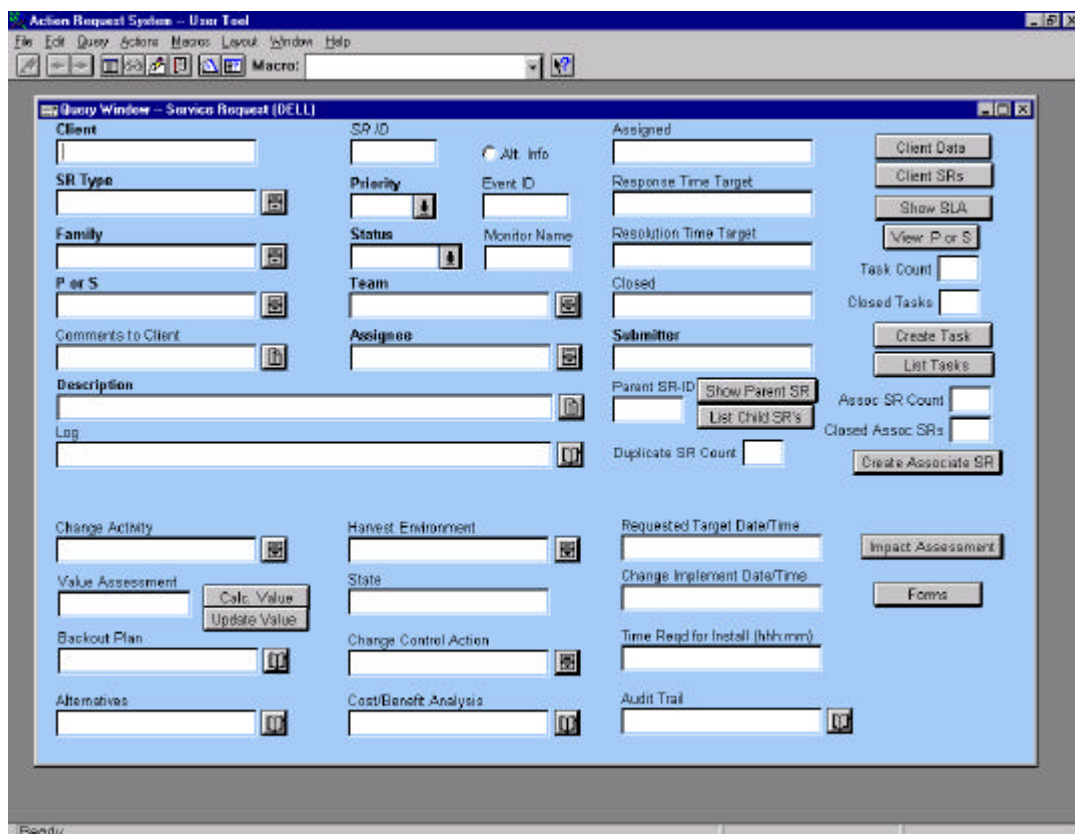 Action Request System -- User Tool
File Edit Query Actions Macros Layout Window Help
Macro:
Query Window -- Service Request (DELL)
Client SR ID Assigned
Alt. Info
Client Data
SR Type Priority Event ID Response Time Target
Client SRs
Show SLA
Family Status Monitor Name Resolution Time Target
View P or S
Task Count
P or S Team Closed
Closed Tasks
Comments to Client Assignee Submitter
Create Task
List Tasks
Description Parent SR-ID Show Parent SR
Assoc SR Count
List Child SR's
Log
Closed Assoc SRs
Duplicate SR Count
Create Associate SR
Change Activity Harvest Environment Requested Target Date/Time
Impact Assessment
Value Assessment State Change Implement Date/Time
Calc. Value
Forms
Update Value
Backout Plan Change Control Action Time Reqd for Install (hhh:mm)
Alternatives Cost/Benefit Analysis Audit Trail
Ready